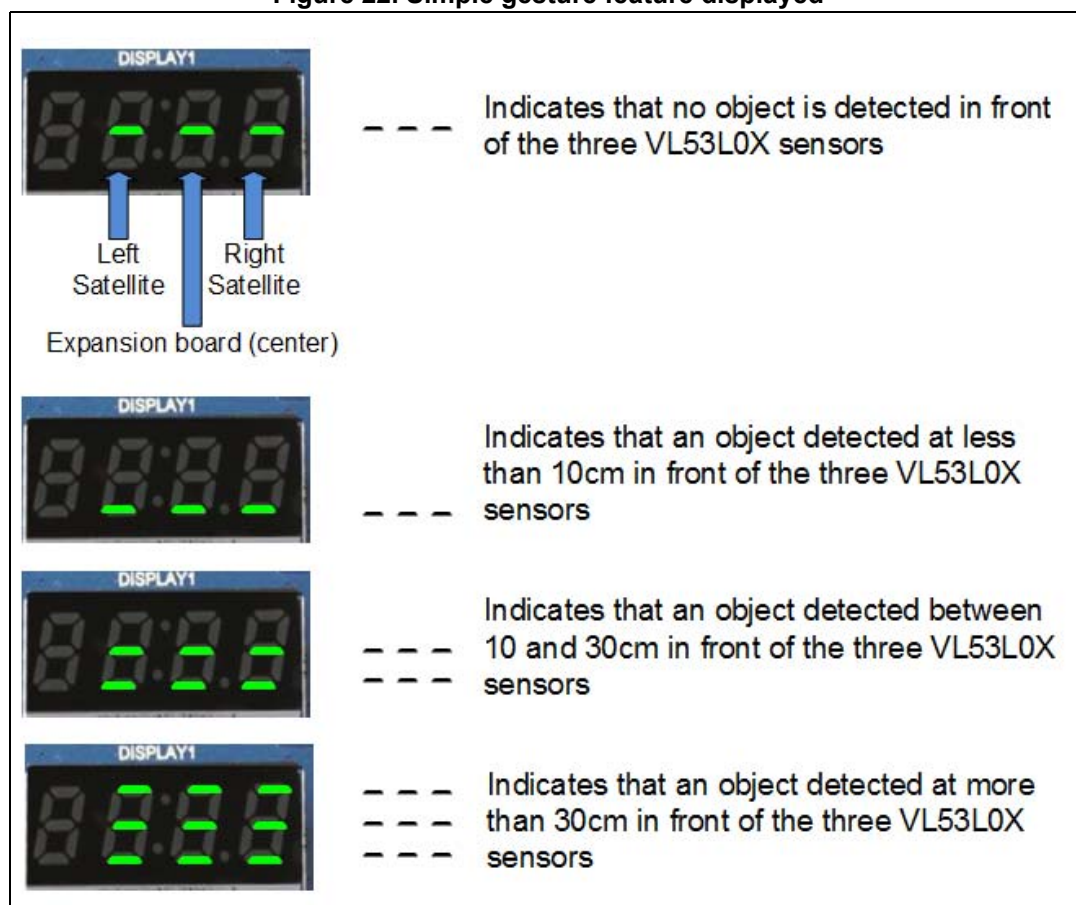 Figure 22. Simple gesture feature displayed
DISPLAY1
– – –
Indicates that no object is detected in front
of the three VL53L0X sensors
Left
Satellite
Right
Satellite
Expansion board (center)
DISPLAY1
Indicates that an object detected at less
than 10cm in front of the three VL53L0X
– – –
sensors
DISPLAY1
Indicates that an object detected between
– – –
10 and 30cm in front of the three VL53L0X
– – –
sensors
DISPLAY1
– – –
Indicates that an object detected at more
– – –
than 30cm in front of the three VL53L0X
– – –
sensors